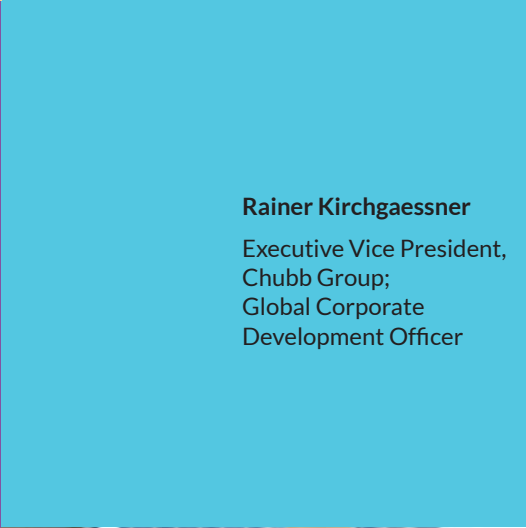 Rainer Kirchgaessner
Executive Vice President,
Chubb Group;
Global Corporate
Development Officer